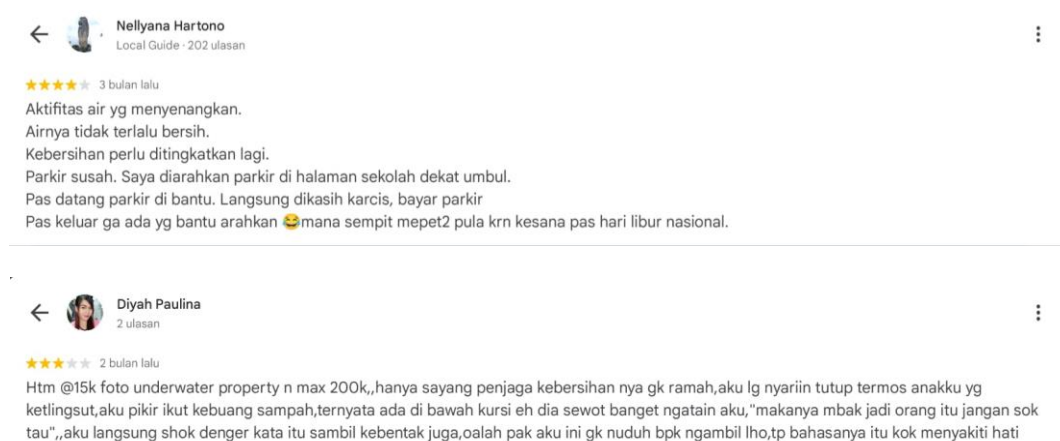 Nellyana Hartono
Local Guide · 202 ulasan
3 bulan lalu
Aktifitas air yg menyenangkan.
Airnya tidak terlalu bersih.
Kebersihan perlu ditingkatkan lagi.
Parkir susah. Saya diarahkan parkir di halaman sekolah dekat umbul.
Pas datang parkir di bantu. Langsung dikasih karcis, bayar parkir
Pas keluar ga ada yg bantu arahkan 😂mana sempit mepet2 pula krn kesana pas hari libur nasional.
Diyah Paulina
2 ulasan
2 bulan lalu
Htm @15k foto underwater property n max 200k,,hanya sayang penjaga kebersihan nya gk ramah,aku lg nyariin tutup termos anakku yg
ketlingsut,aku pikir ikut kebuang sampah,ternyata ada di bawah kursi eh dia sewot banget ngatain aku,"makanya mbak jadi orang itu jangan sok
tau",,aku langsung shok denger kata itu sambil kebentak juga,oalah pak aku ini gk nuduh bpk ngambil lho,tp bahasanya itu kok menyakiti hati